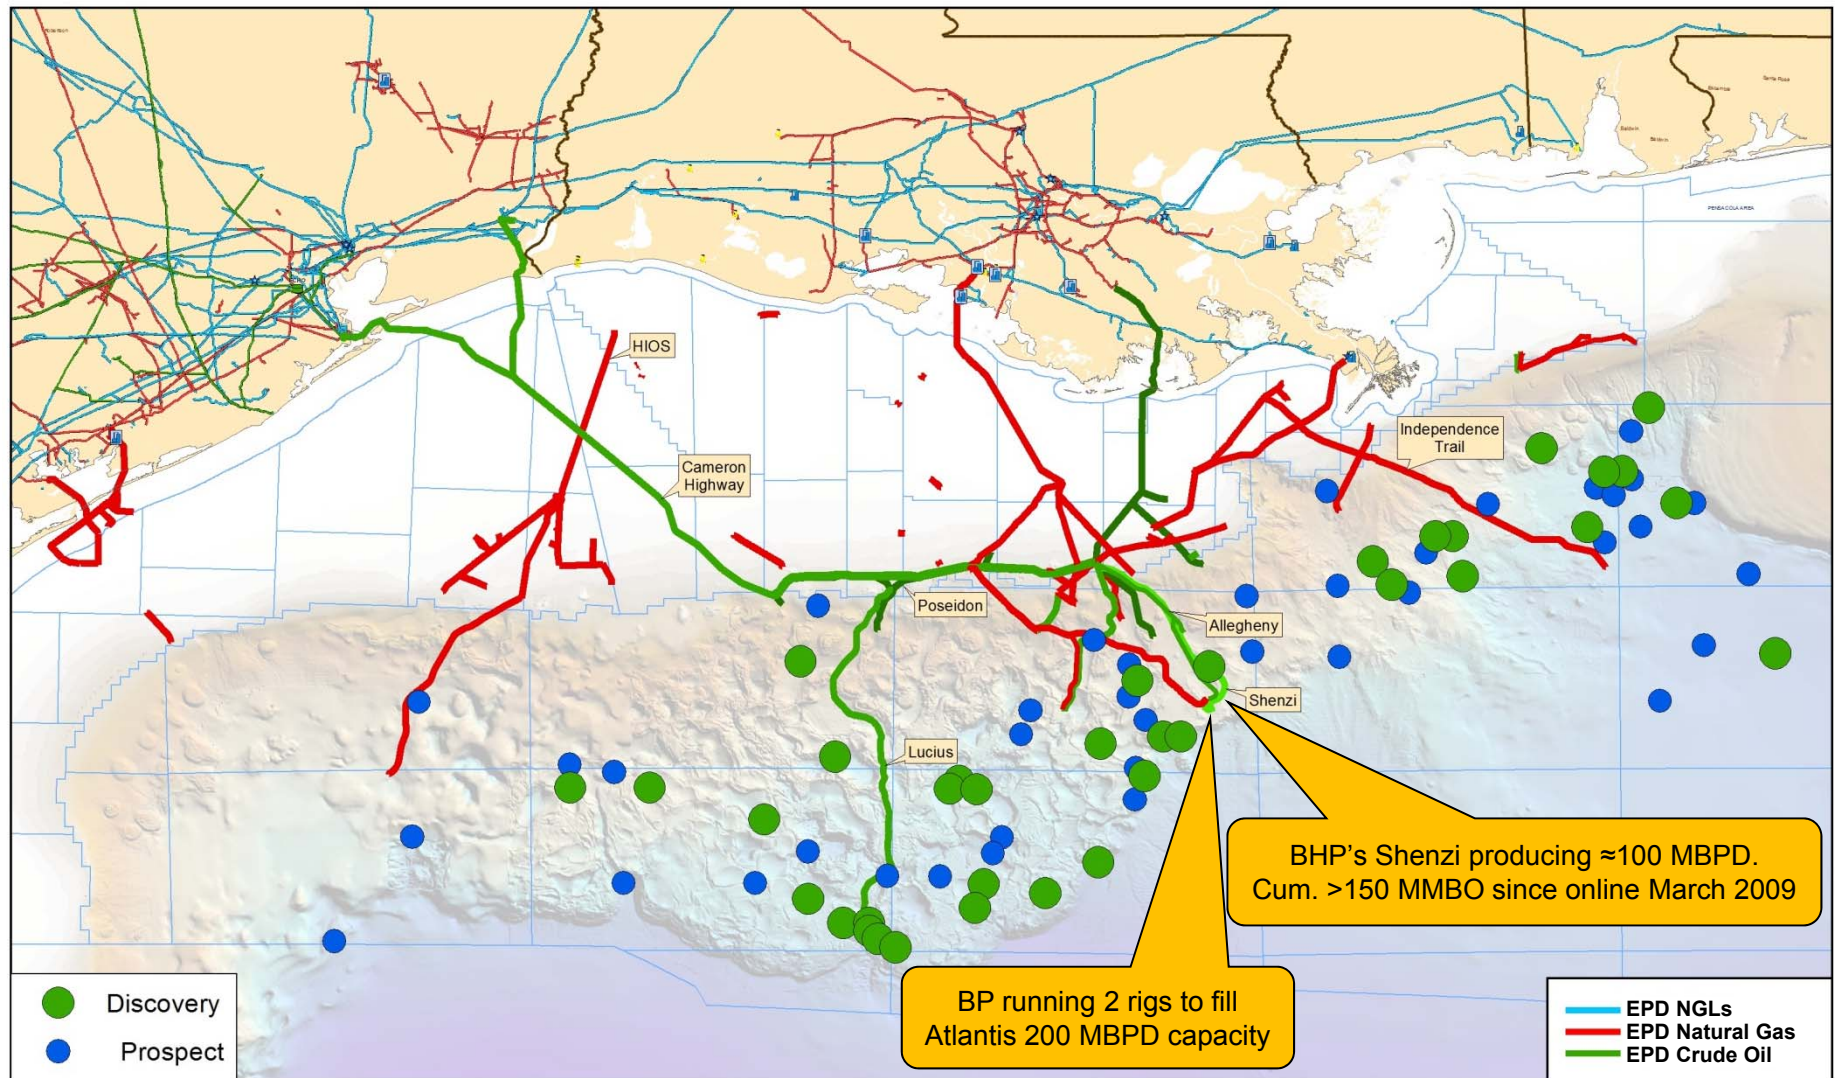 PENSACOLA AREA
HIOS
Cameron
Highway
Independence
Trail
Poseidon
Allegheny
Shenzi
Lucius
BHP’s Shenzi producing ≈100 MBPD.
Cum. >150 MMBO since online March 2009
BP running 2 rigs to fill
Atlantis 200 MBPD capacity
Discovery
Prospect
EPD NGLs
EPD Natural Gas
EPD Crude Oil